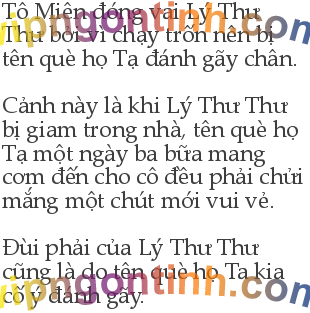 Tô Miên đóng vai Lý Thư
Thư bởi vì chạy trốn nên bị
tên què họ Tạ đánh gãy chân.
Cảnh này là khi Lý Thư Thư
bị giam trong nhà, tên què họ
Tạ một ngày ba bữa mang
cơm đến cho cô đều phải chửi
mắng một chút mới vui vẻ.
Đùi phải của Lý Thư Thư
cũng là do tên què họ Tạ kia
cố ý đánh gãy.
vipngontinh.com
vipngontinh.com